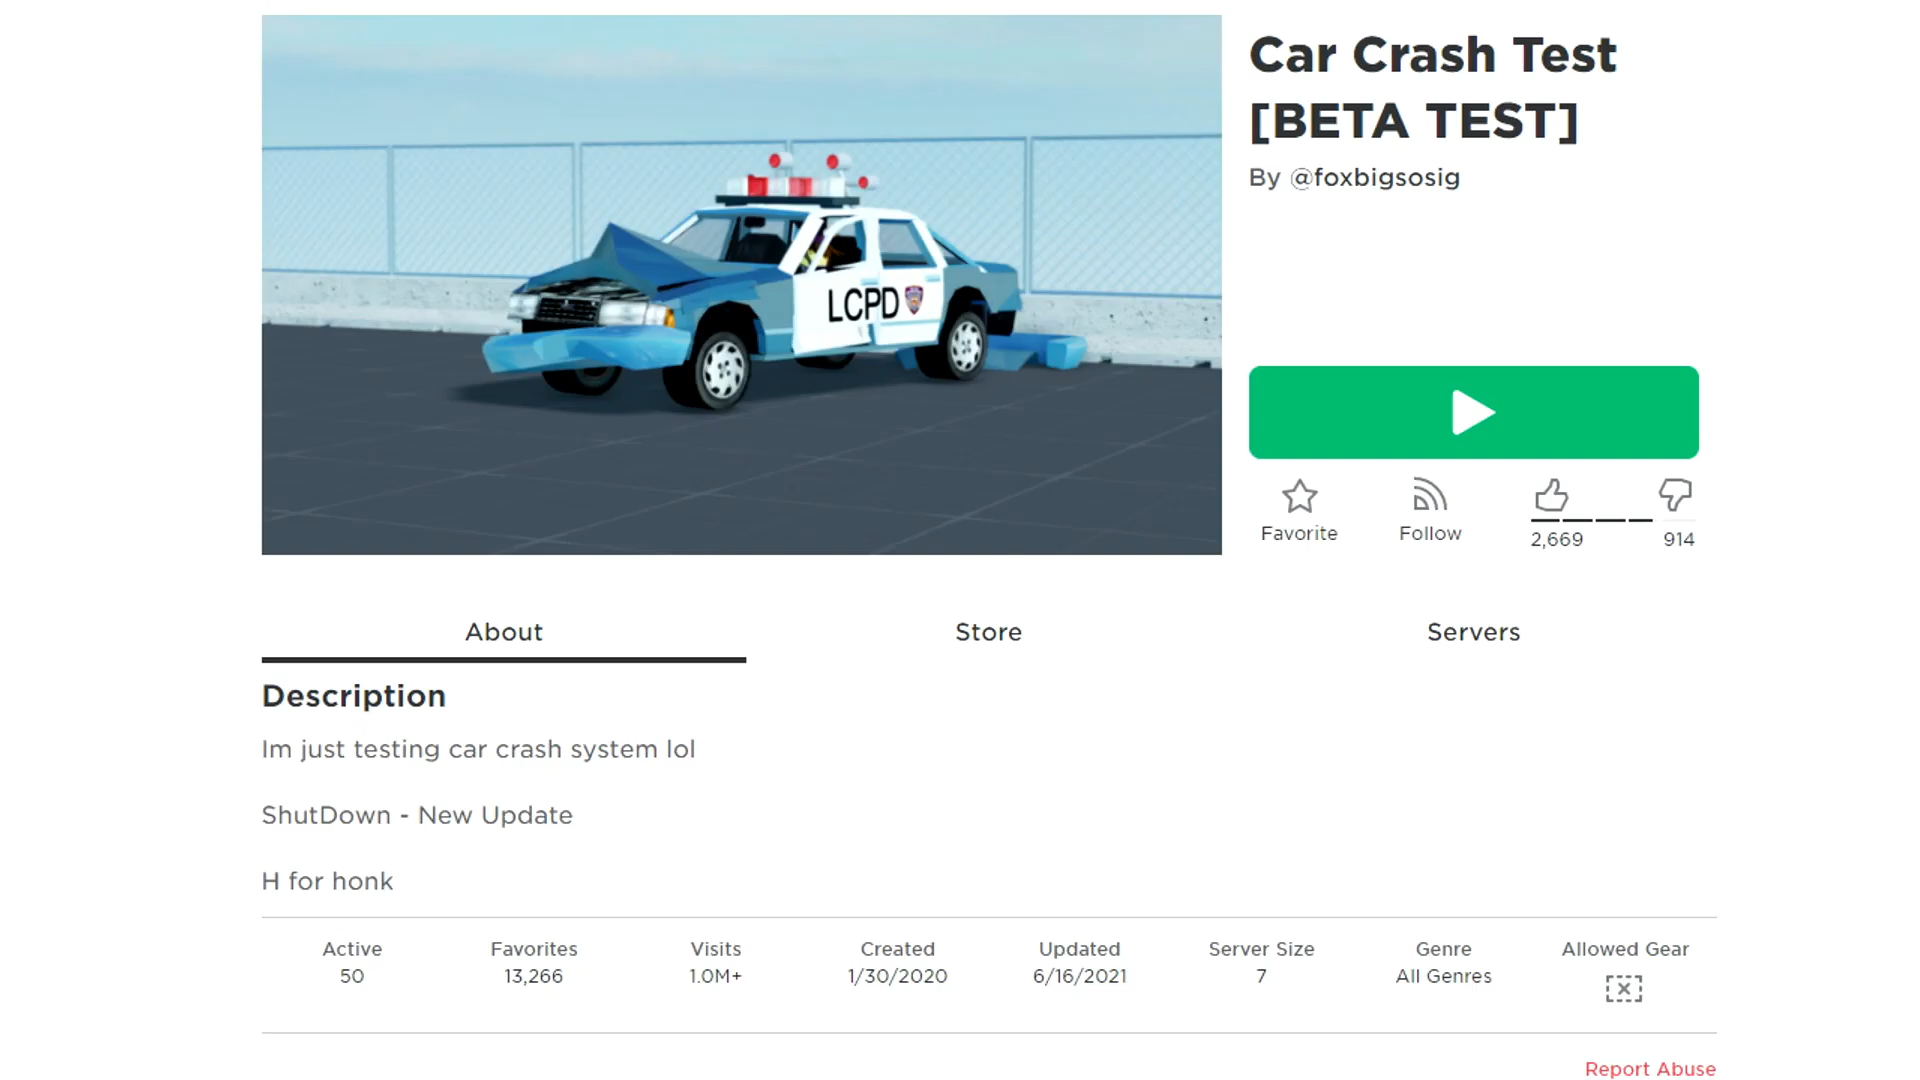 Car Crash Test
[BETA TEST]
By @foxbigsosig
LCPD
Favorite
Follow
2,669
914
About
Store
Servers
Description
Im just testing car crash system lol
ShutDown - New Update
H for honk
Active
Favorites
Visits
Created
Updated
Server Size
Genre
Allowed Gear
50
13,266
1.0M+
1/30/2020
6/16/2021
7
All Genres
Report Abuse